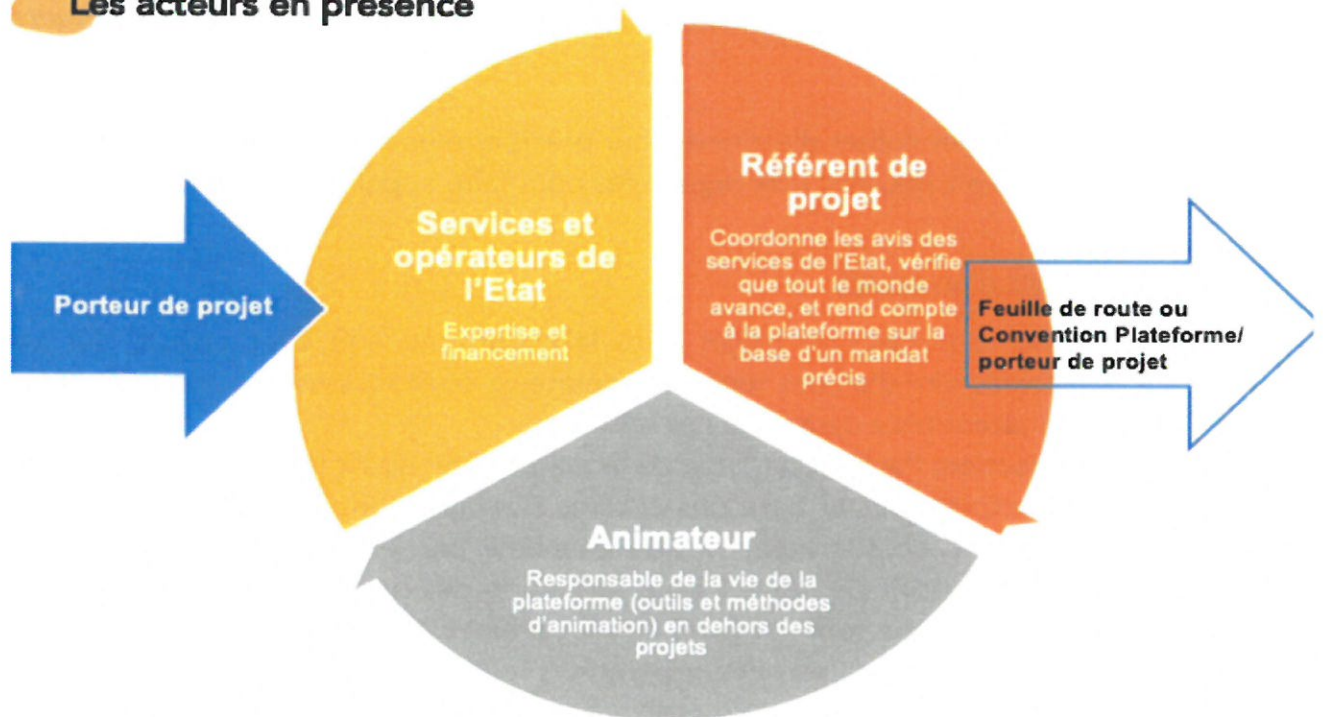 Les acteurs en présence
Porteur de projet
Services et
opérateurs de
l'Etat
Expertise et
financement
Référent de
projet
Coordonne les avis des
services de l'Etat, vérifie
que tout le monde
avance, et rend compte
à la plateforme sur la
base d'un mandat
précis
Feuille de route ou
Convention Plateforme/
porteur de projet
Animateur
Responsable de la vie de la
plateforme (outils et méthodes
d'animation) en dehors des
projets